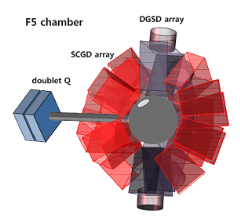 F5 chamber
DGSD array
SCGD array
doublet Q